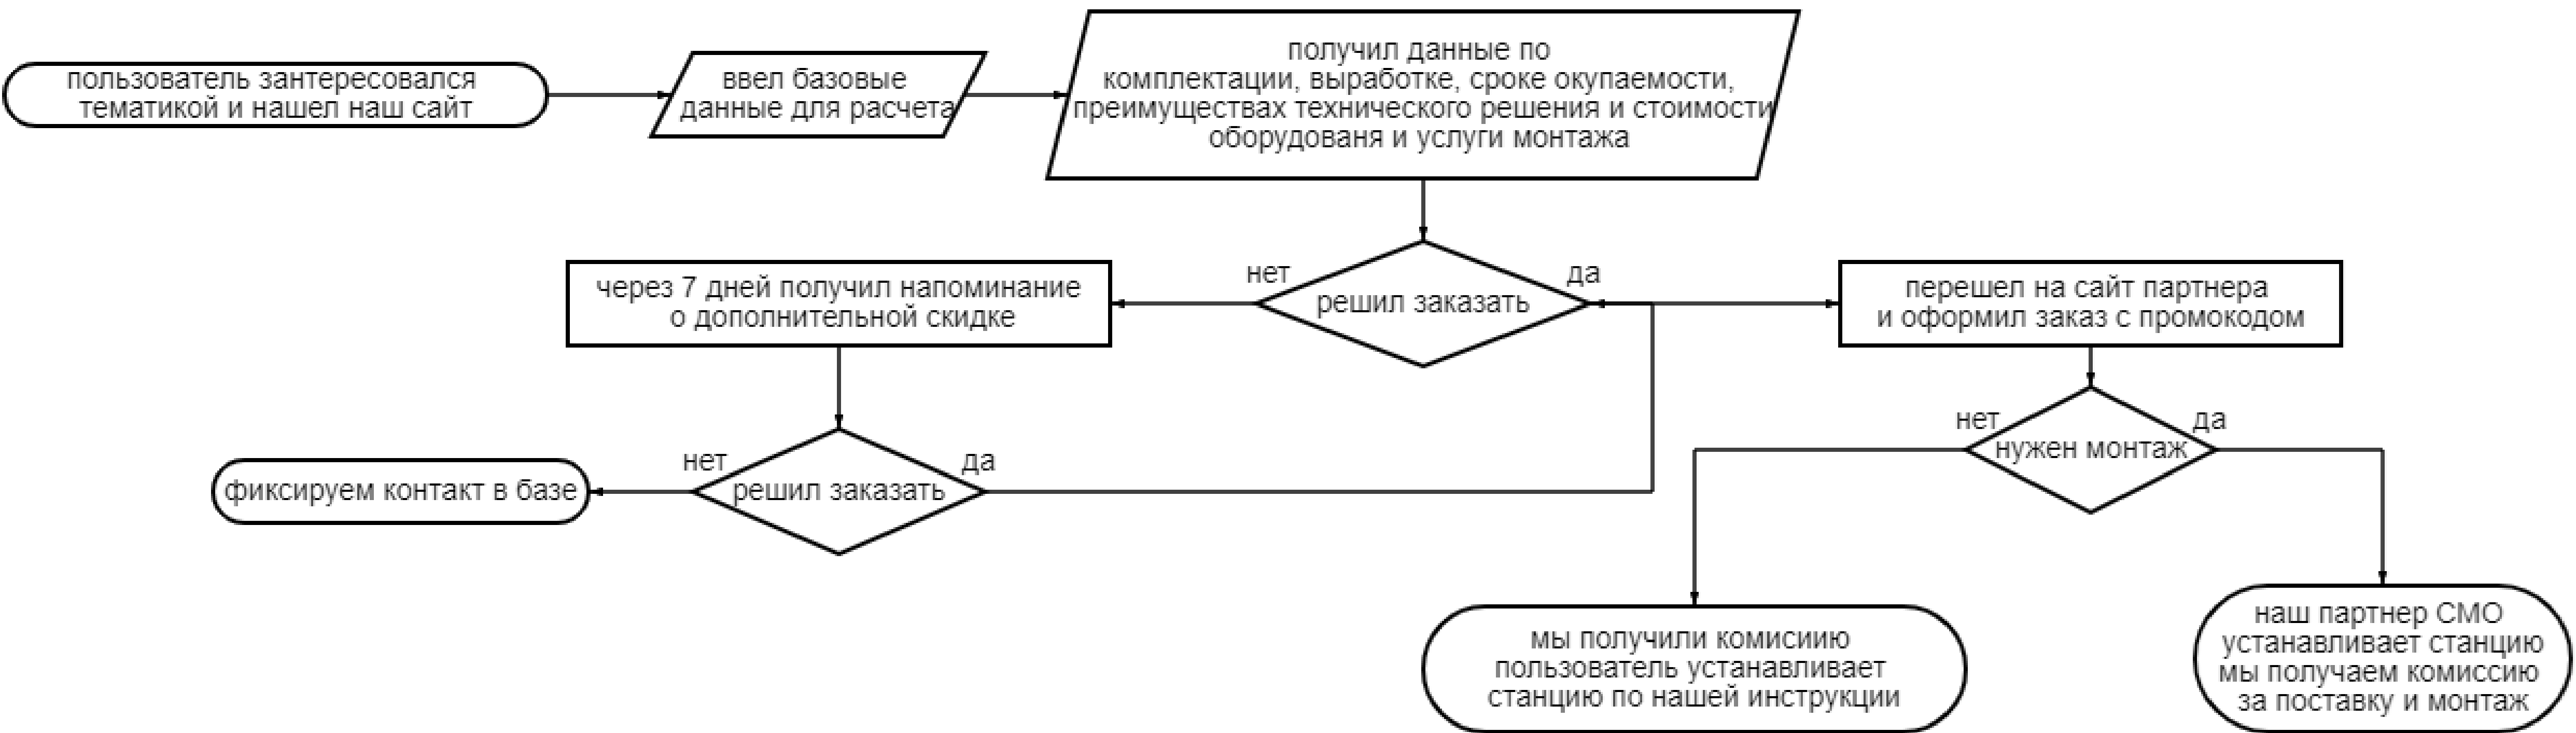 пользователь зантересовался
тематикой и нашел наш сайт
ввел базовые
данные для расчета
получил данные по
комплектации, выработке, сроке окупаемости,
преимуществах технического решения и стоимости
оборудованя и услуги монтажа
через 7 дней получил напоминание
о дополнительной скидке
нет
решил заказать
да
перешел на сайт партнера
и оформил заказ с промокодом
фиксируем контакт в базе
нет
решил заказать
да
нет
нужен монтаж
да
мы получили комисиию
пользователь устанавливает
станцию по нашей инструкции
наш партнер СМО
устанавливает станцию
мы получаем комиссию
за поставку и монтаж